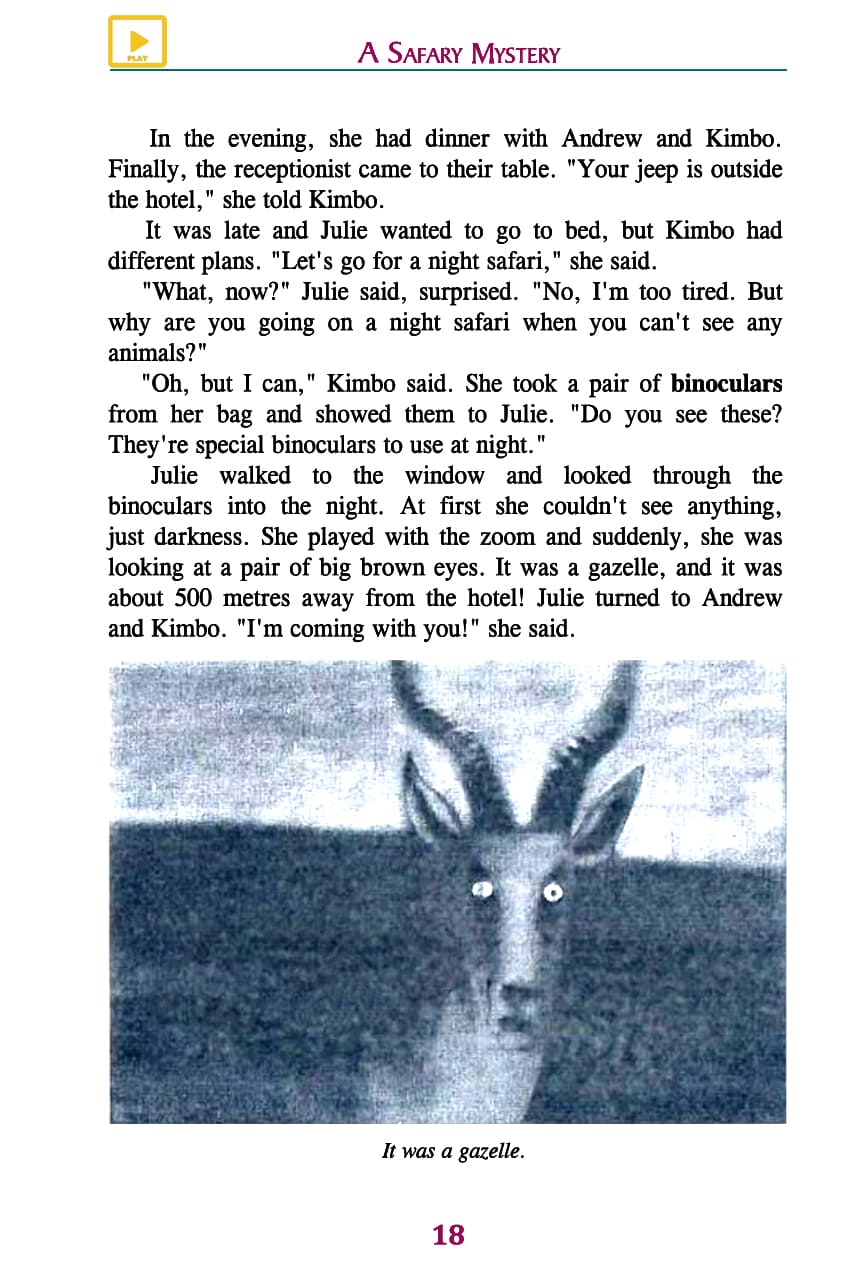 PLAY
A SAFARY MYSTERY
In the evening, she had dinner with Andrew and Kimbo.
Finally, the receptionist came to their table. "Your jeep is outside
the hotel," she told Kimbo.
It was late and Julie wanted to go to bed, but Kimbo had
different plans. "Let's go for a night safari," she said.
"What, now?" Julie said, surprised. "No, I'm too tired. But
why are you going on a night safari when you can't see any
animals?"
"Oh, but I can," Kimbo said. She took a pair of binoculars
from her bag and showed them to Julie. "Do you see these?
They're special binoculars to use at night."
Julie walked to the window and looked through the
binoculars into the night. At first she couldn't see anything,
just darkness. She played with the zoom and suddenly, she was
looking at a pair of big brown eyes. It was a gazelle, and it was
about 500 metres away from the hotel! Julie turned to Andrew
and Kimbo. "I'm coming with you!" she said.
It was a gazelle.
18